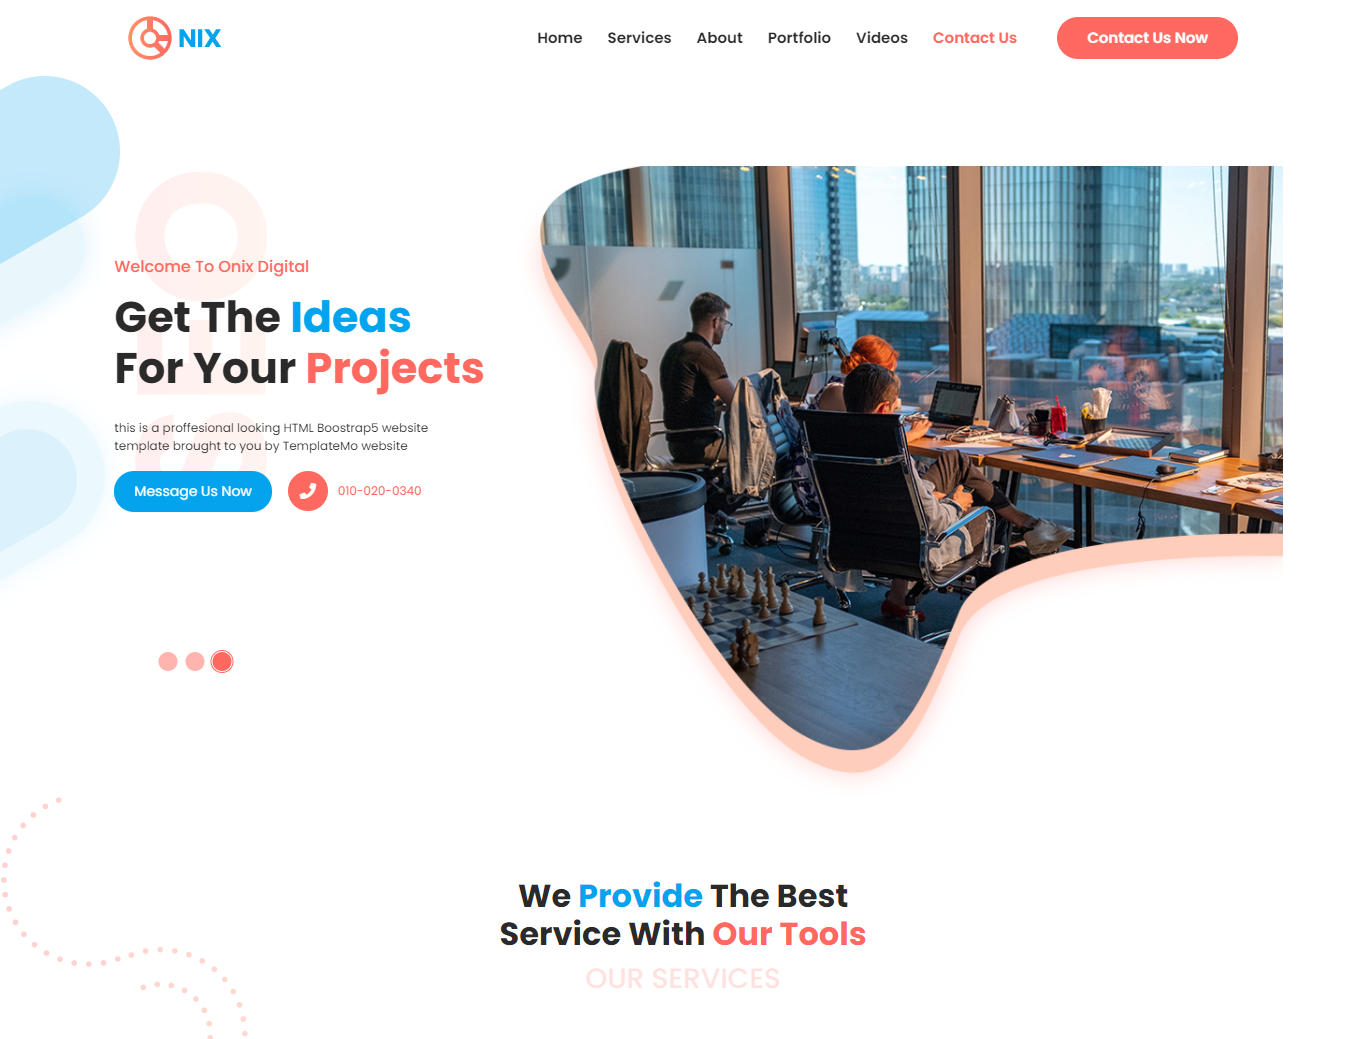 NIX
Home Services About Portfolio Videos Contact Us Contact Us Now
SEO
Welcome To Onix Digital
Get The Ideas
For Your Projects
this is a proffesional looking HTML Boostrap5 website
template brought to you by TemplateMo website
Message Us Now 010-020-0340
We Provide The Best
Service With Our Tools
OUR SERVICES